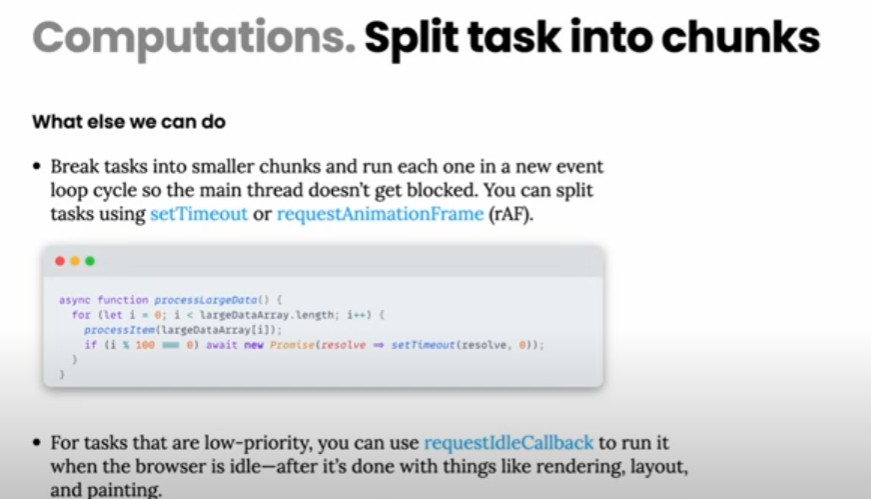 Computations. Split task into chunks
What else we can do
• Break tasks into smaller chunks and run each one in a new event
loop cycle so the main thread doesn't get blocked. You can split
tasks using setTimeout or requestAnimationFrame (rAF).
async function processLargeData() {
for (let i = 0; i < largeDataArray.length; i++) {
processItem(largeDataArray[i]);
if (i % 100 === 0) await new Promise(resolve => setTimeout(resolve, 0));
}
}
• For tasks that are low-priority, you can use requestIdleCallback to run it
when the browser is idle—after it's done with things like rendering, layout,
and painting.